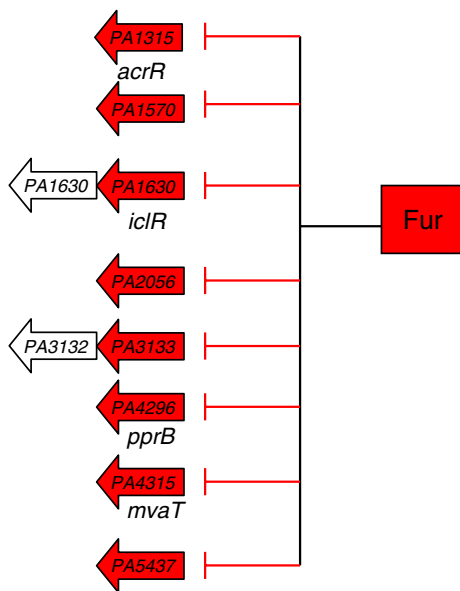 PA1315
acrR
PA1570
PA1630 PA1630
iclR
Fur
PA2056
PA3132 PA3133
PA4296
pprB
PA4315
mvaT
PA5437